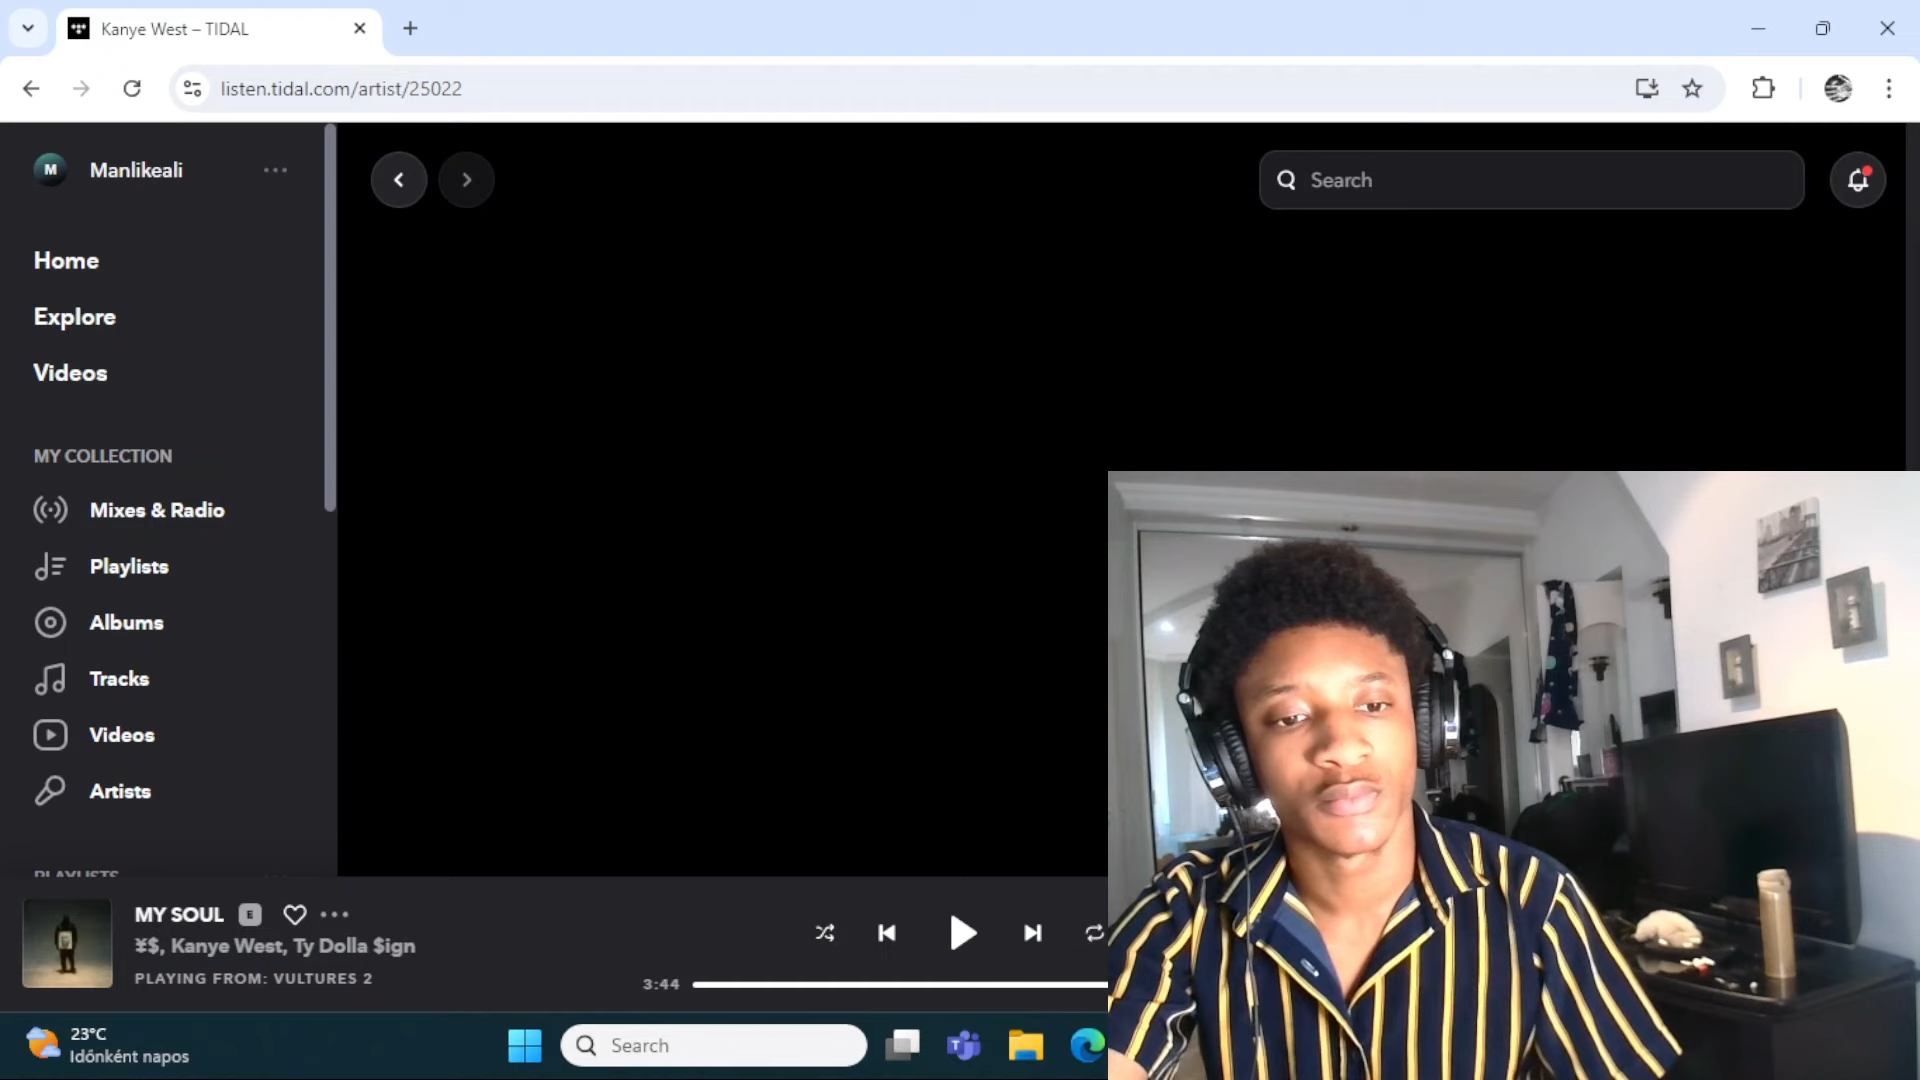 Kanye West – TIDAL
listen.tidal.com/artist/25022
M
Manlikeali
Search
Home
Explore
Videos
MY COLLECTION
Mixes & Radio
Playlists
Albums
Tracks
Videos
Artists
PLAYLISTS
MY SOUL E
¥$, Kanye West, Ty Dolla $ign
PLAYING FROM: VULTURES 2
3:44
23°C
Időnként napos
Search